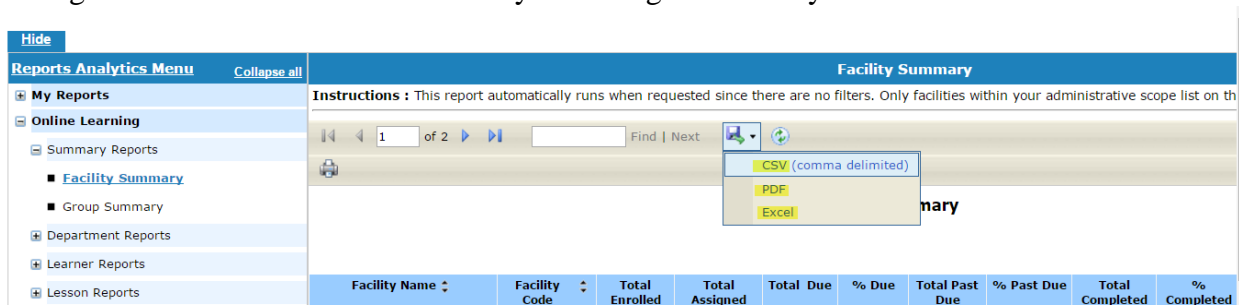 Hide
Reports Analytics Menu Collapse all
My Reports
Online Learning
Summary Reports
Facility Summary
Group Summary
Department Reports
Learner Reports
Lesson Reports
Facility Summary
Instructions : This report automatically runs when requested since there are no filters. Only facilities within your administrative scope list on th
1 of 2 Find | Next
CSV (comma delimited)
PDF
Excel
mary
Facility Name Facility Code Total Enrolled Total Assigned Total Due % Due Total Past Due % Past Due Total Completed % Completed